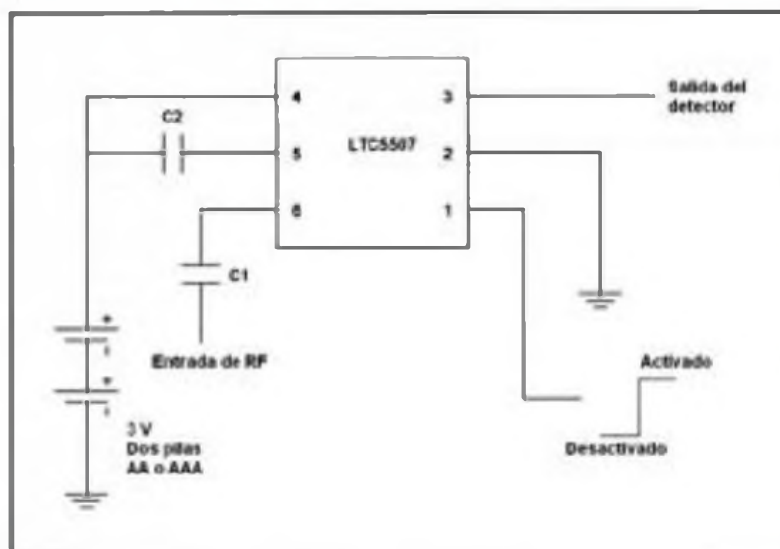 4
3
Salida del
detector
C2
LTC5507
5
2
6
1
C1
+
Entrada de RF
Activado
+
3 V
Dos pilas
AA o AAA
Desactivado